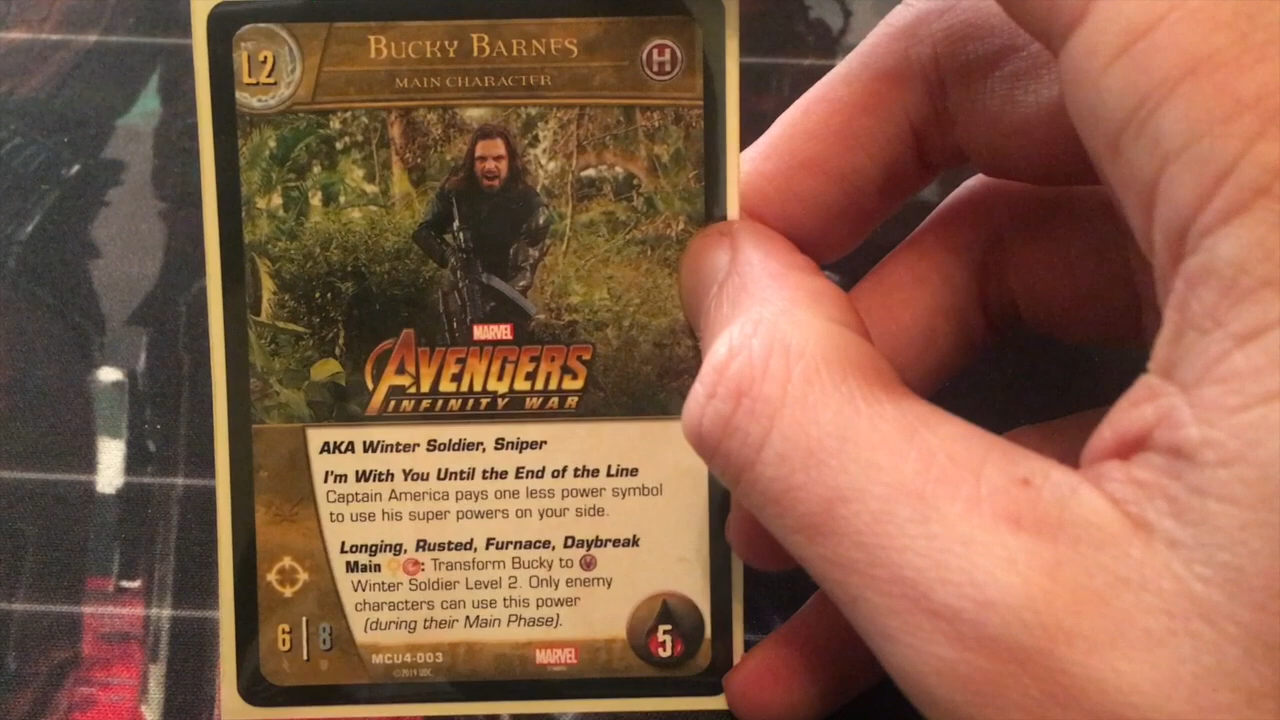 L2
BUCKY BARNES
H
MAIN CHARACTER
MARVEL
AVENGERS
INFINITY WAR
AKA Winter Soldier, Sniper
I'm With You Until the End of the Line
Captain America pays one less power symbol
to use his super powers on your side.
Longing, Rusted, Furnace, Daybreak
Main : Transform Bucky to V
Winter Soldier Level 2. Only enemy
characters can use this power
(during their Main Phase).
6 | 8
5
MCU4-003
MARVEL
©2019 UDC